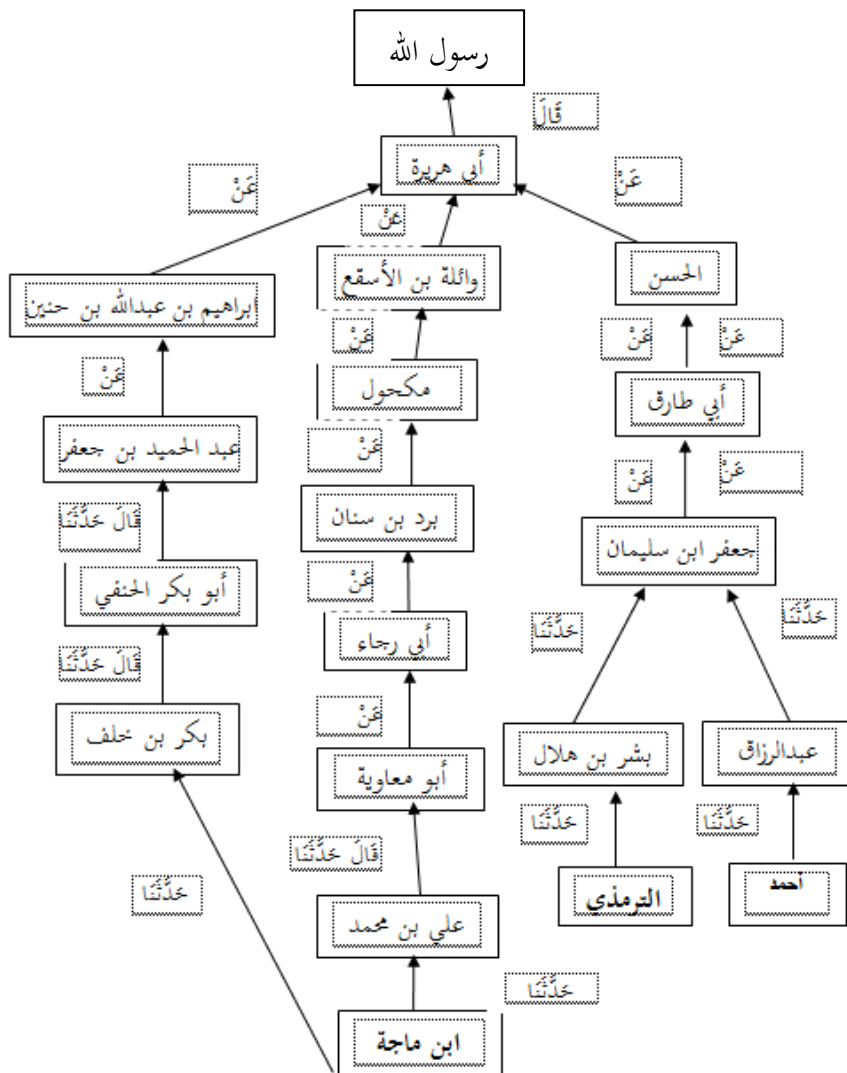 رسول الله
قَالَ
أبي هريرة
عَنْ
عَنْ
عَنْ
الحسن
وائلة بن الأسقع
ابراهيم بن عبدالله بن حنين
عَنْ
عَنْ
عَنْ
عَنْ
أبي طارق
مكحول
عبد الحميد بن جعفر
عَنْ
عَنْ
عَنْ
جعفر ابن سليمان
برد بن سنان
قَالَ حَدَّثَنَا
أبو بكر الحنفي
عَنْ
حَدَّثَنَا
حَدَّثَنَا
أبي رجاء
قَالَ حَدَّثَنَا
عَنْ
عبدالرزاق
بشر بن هلال
أبو معاوية
بكر بن خلف
حَدَّثَنَا
حَدَّثَنَا
قَالَ حَدَّثَنَا
حَدَّثَنَا
أحمد
الترمذي
علي بن محمد
حَدَّثَنَا
ابن ماجة